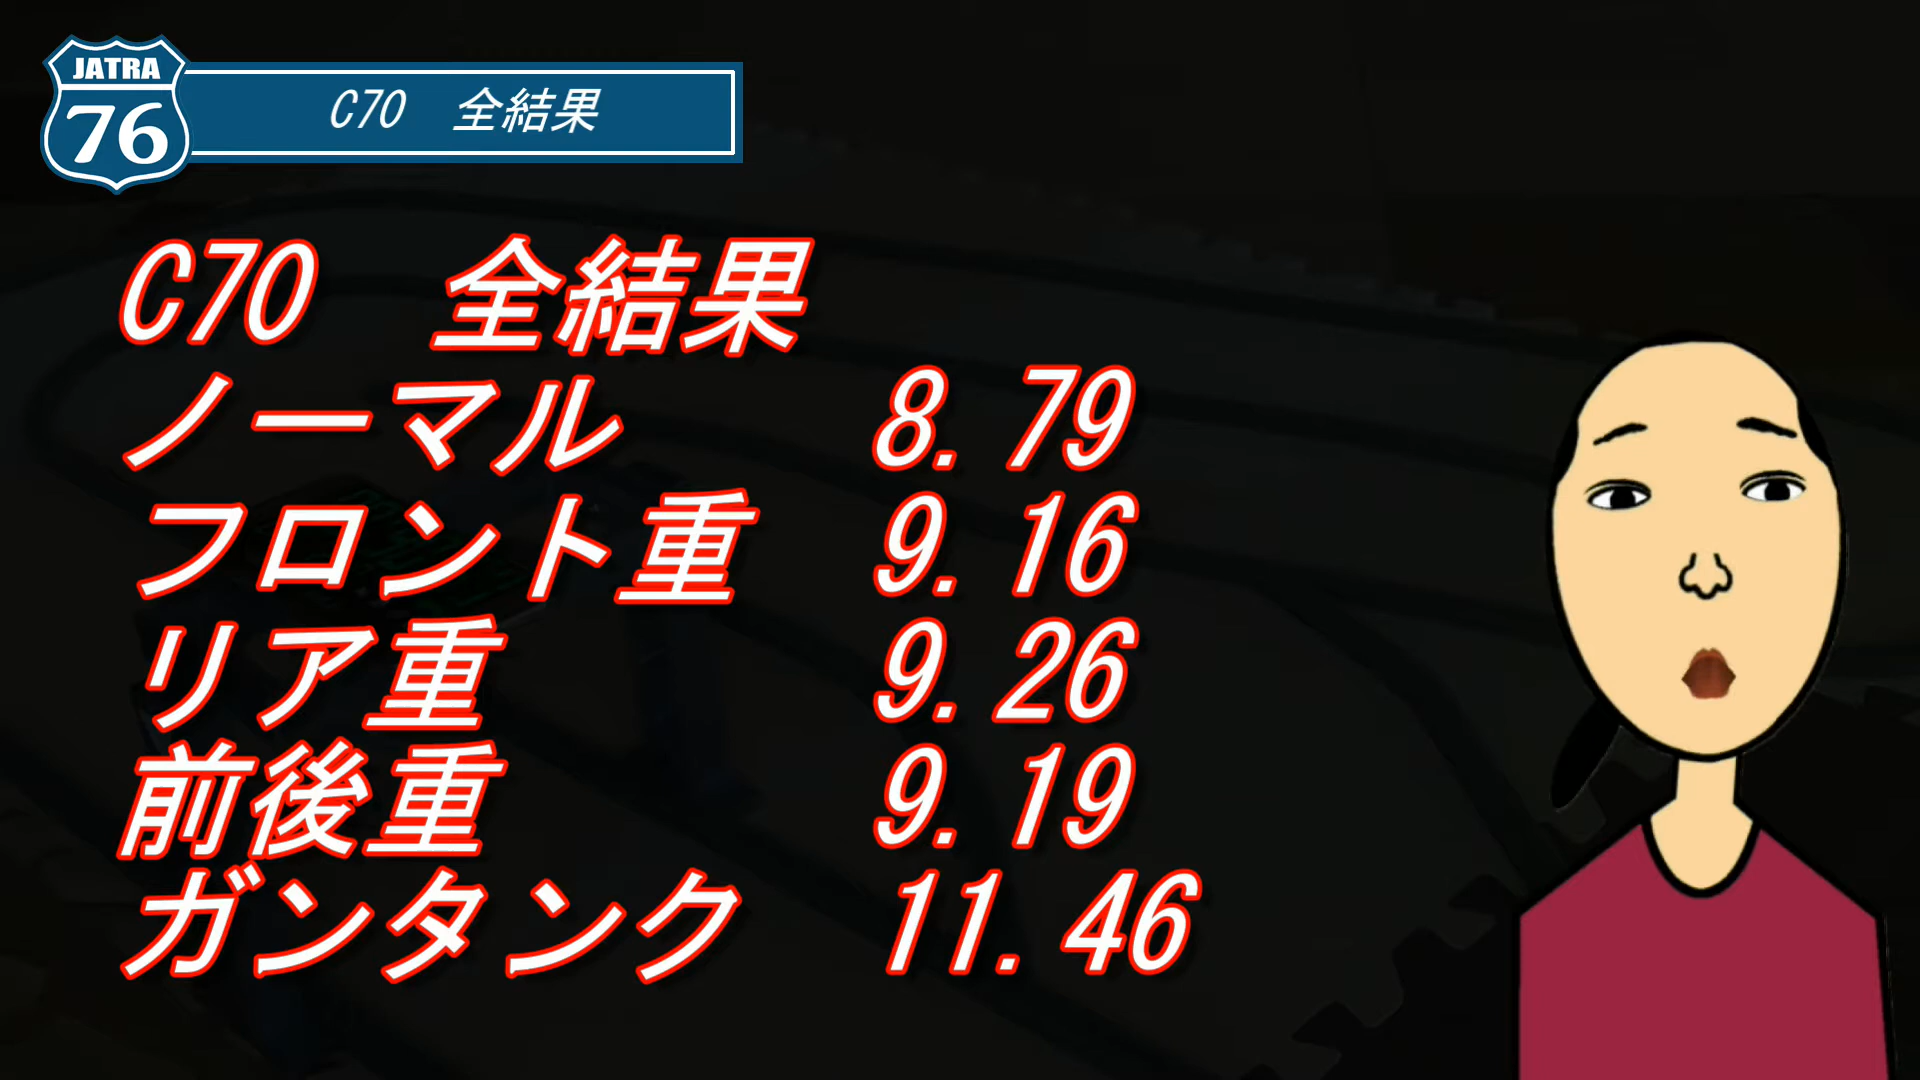 JATRA
76
C70　全結果
C70　全結果
ノーマル　　8.79
フロント重　9.16
リア重　　　9.26
前後重　　　9.19
ガンタンク　11.46